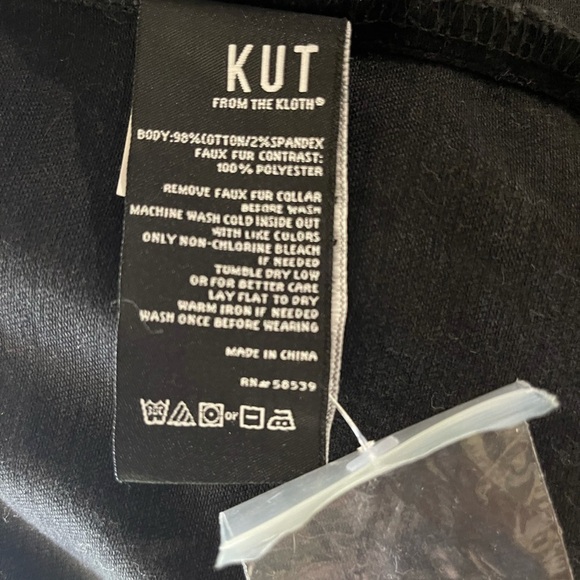 KUT
FROM THE KLOTH®
BODY:98%COTTON/2%SPANDEX
FAUX FUR CONTRAST:
100% POLYESTER
REMOVE FAUX FUR COLLAR
BEFORE WASH
MACHINE WASH COLD INSIDE OUT
WITH LIKE COLORS
ONLY NON-CHLORINE BLEACH
IF NEEDED
TUMBLE DRY LOW
OR FOR BETTER CARE
LAY FLAT TO DRY
WARM IRON IF NEEDED
WASH ONCE BEFORE WEARING
MADE IN CHINA
RN# 58539
or